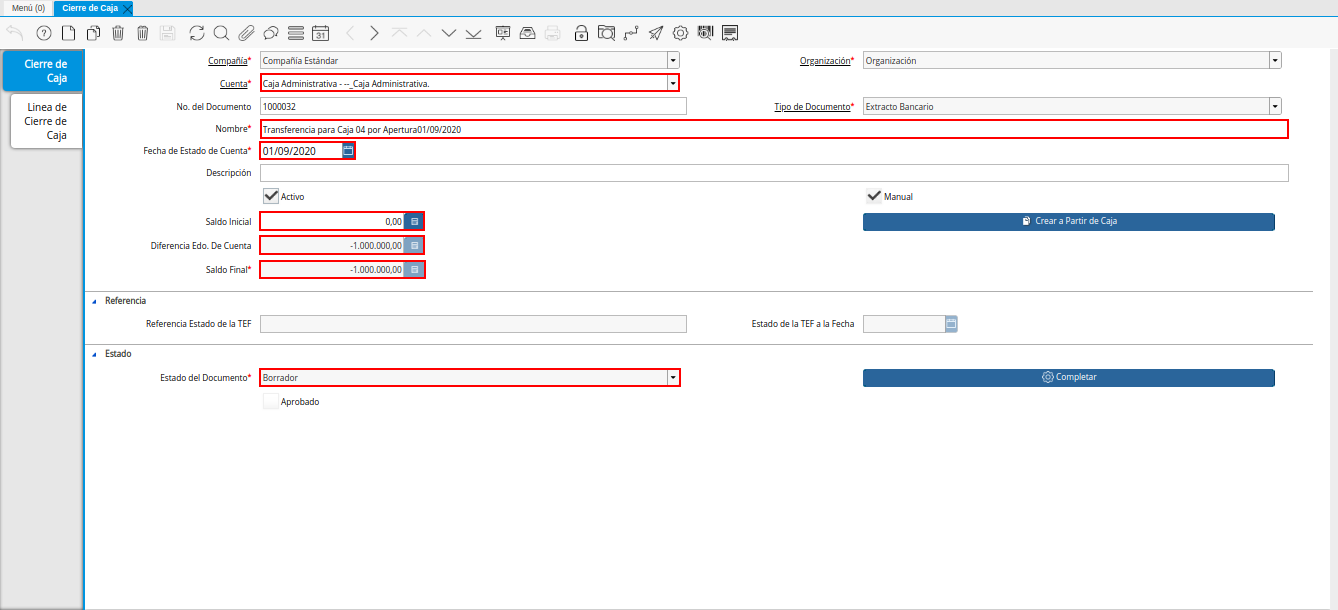 Menú (0)
Cierre de Caja
31
Cierre de
Caja
Linea de
Cierre de
Caja
Compañía* Compañía Estándar Organización* Organización
Cuenta* Caja Administrativa - --_Caja Administrativa.
No. del Documento 1000032 Tipo de Documento* Extracto Bancario
Nombre* Transferencia para Caja 04 por Apertura01/09/2020
Fecha de Estado de Cuenta* 01/09/2020
Descripción
Activo Manual
Saldo Inicial 0,00 Crear a Partir de Caja
Diferencia Edo. De Cuenta -1.000.000,00
Saldo Final* -1.000.000,00
Referencia
Referencia Estado de la TEF Estado de la TEF a la Fecha
Estado
Estado del Documento* Borrador Completar
Aprobado